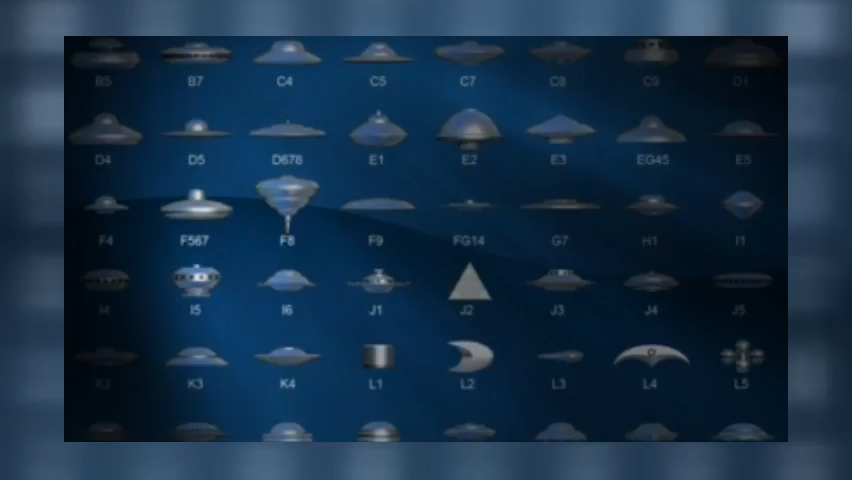 B5 B7 C4 C5 C7 C8 C9 D1
D4 D5 D678 E1 E2 E3 EG45 E5
F4 F567 F8 F9 FG14 G7 H1 I1
I4 I5 I6 J1 J2 J3 J4 J5
K2 K3 K4 L1 L2 L3 L4 L5